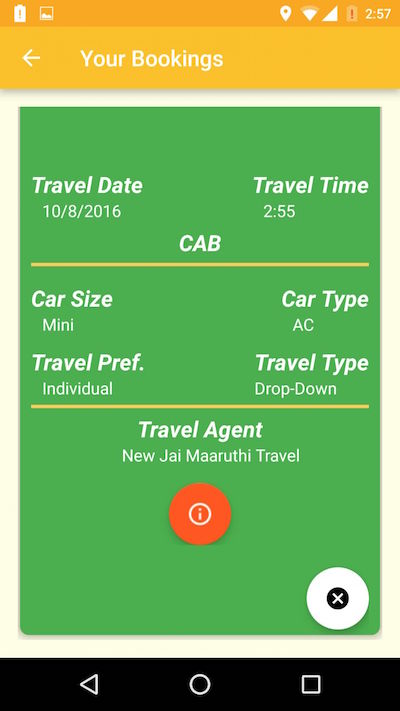 2:57
Your Bookings
Travel Date Travel Time
10/8/2016 2:55
CAB
Car Size Car Type
Mini AC
Travel Pref. Travel Type
Individual Drop-Down
Travel Agent
New Jai Maaruthi Travel